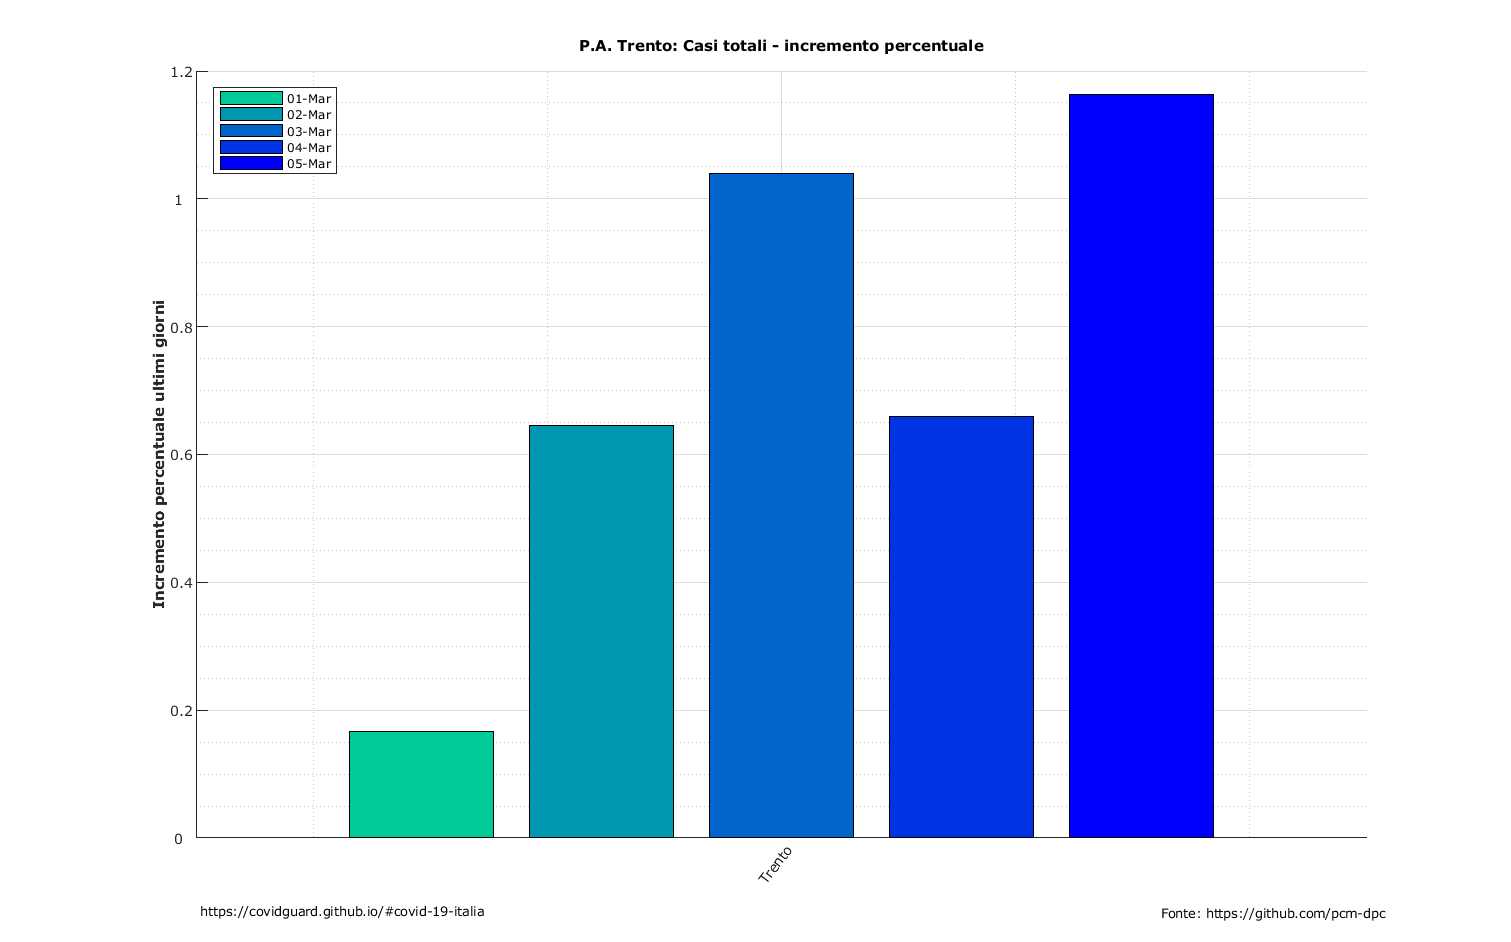 P.A. Trento: Casi totali - incremento percentuale
01-Mar
02-Mar
03-Mar
04-Mar
05-Mar
Incremento percentuale ultimi giorni
1.2
1
0.8
0.6
0.4
0.2
0
Trento
https://covidguard.github.io/#covid-19-italia
Fonte: https://github.com/pcm-dpc